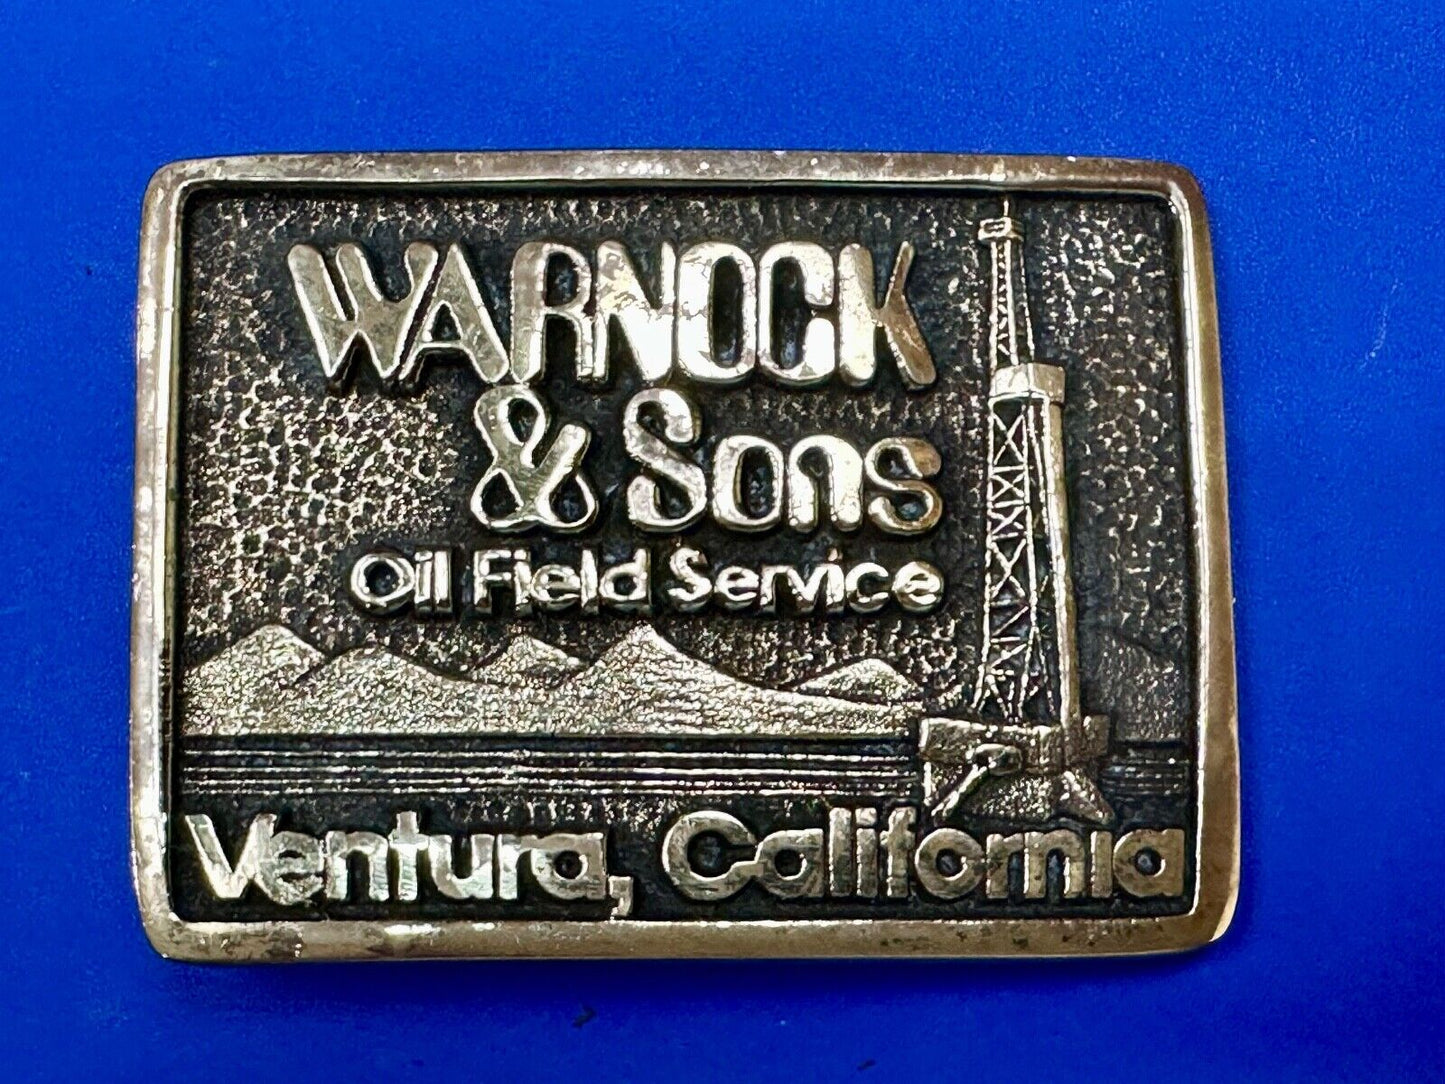 WARNOCK
& Sons
Oil Field Service
Ventura, California